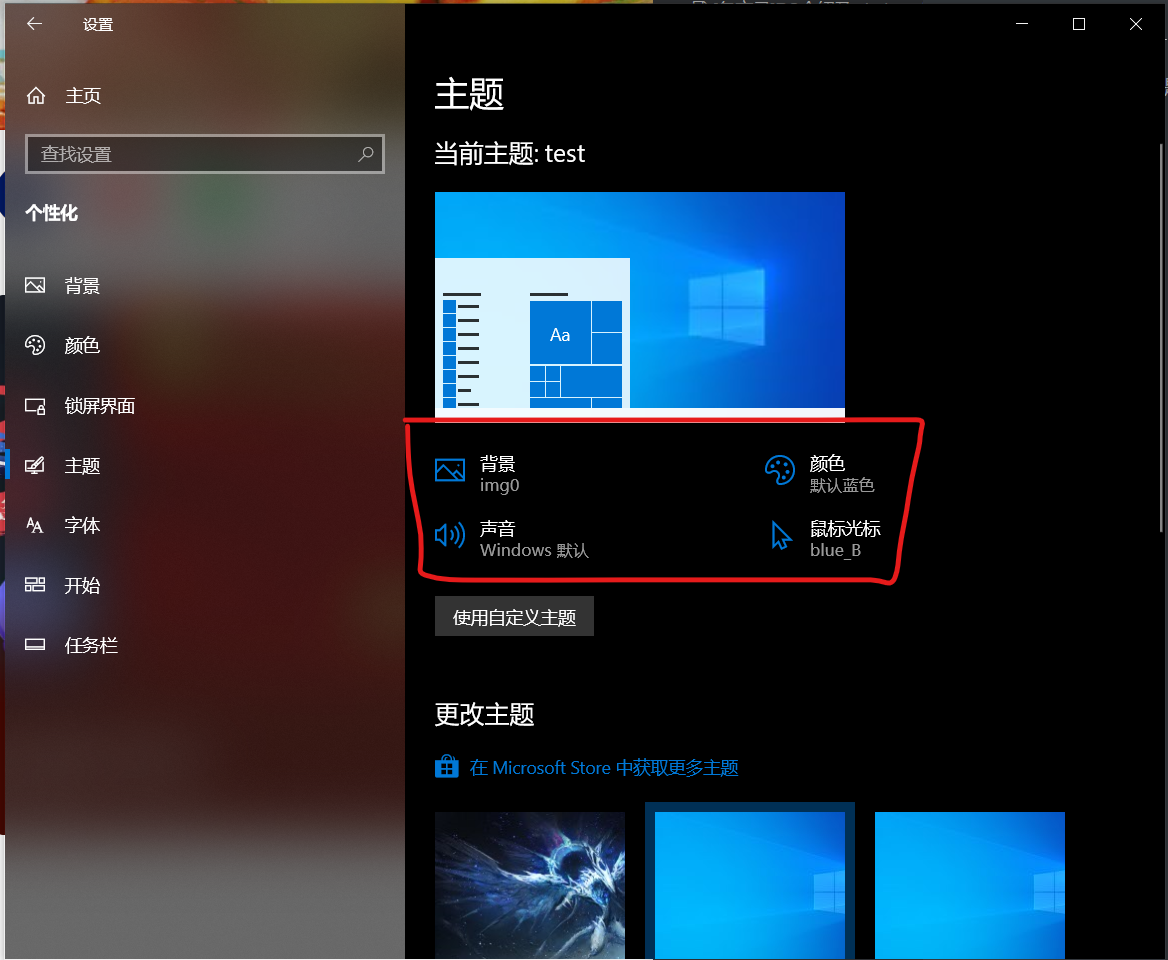 设置
主页
查找设置
个性化
背景
颜色
锁屏界面
主题
字体
开始
任务栏
主题
当前主题: test
Aa
背景
img0
颜色
默认蓝色
声音
Windows 默认
鼠标光标
blue_B
使用自定义主题
更改主题
在 Microsoft Store 中获取更多主题